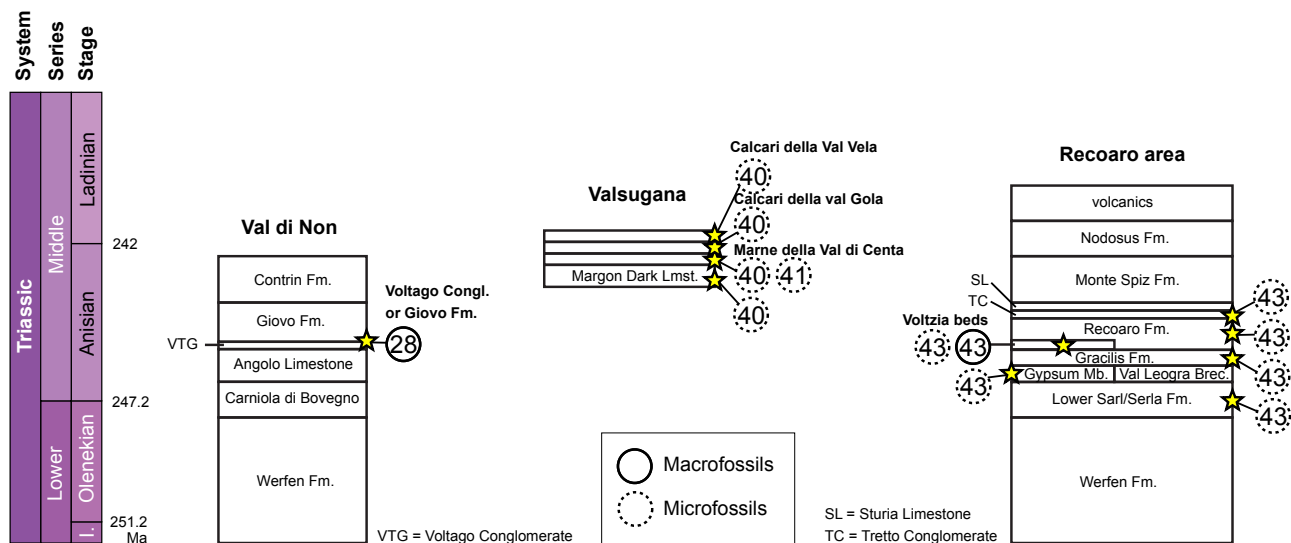 System
Series
Stage
Triassic
Middle
Lower
Ladinian
Anisian
Olenekian
I.
242
247.2
251.2
Ma
Val di Non
Contrin Fm.
Giovo Fm.
VTG
Angolo Limestone
Carniola di Bovegno
Werfen Fm.
Voltago Congl.
or Giovo Fm.
28
VTG = Voltago Conglomerate
Valsugana
Margon Dark Lmst.
Calcari della Val Vela
40
Calcari della val Gola
40
Marne della Val di Centa
40
41
40
Macrofossils
Microfossils
Recoaro area
volcanics
Nodosus Fm.
Monte Spiz Fm.
SL
TC
Recoaro Fm.
Voltzia beds
43
43
Gracilis Fm.
Gypsum Mb.
Val Leogra Brec.
43
Lower Sarl/Serla Fm.
Werfen Fm.
43
43
43
43
SL = Sturia Limestone
TC = Tretto Conglomerate